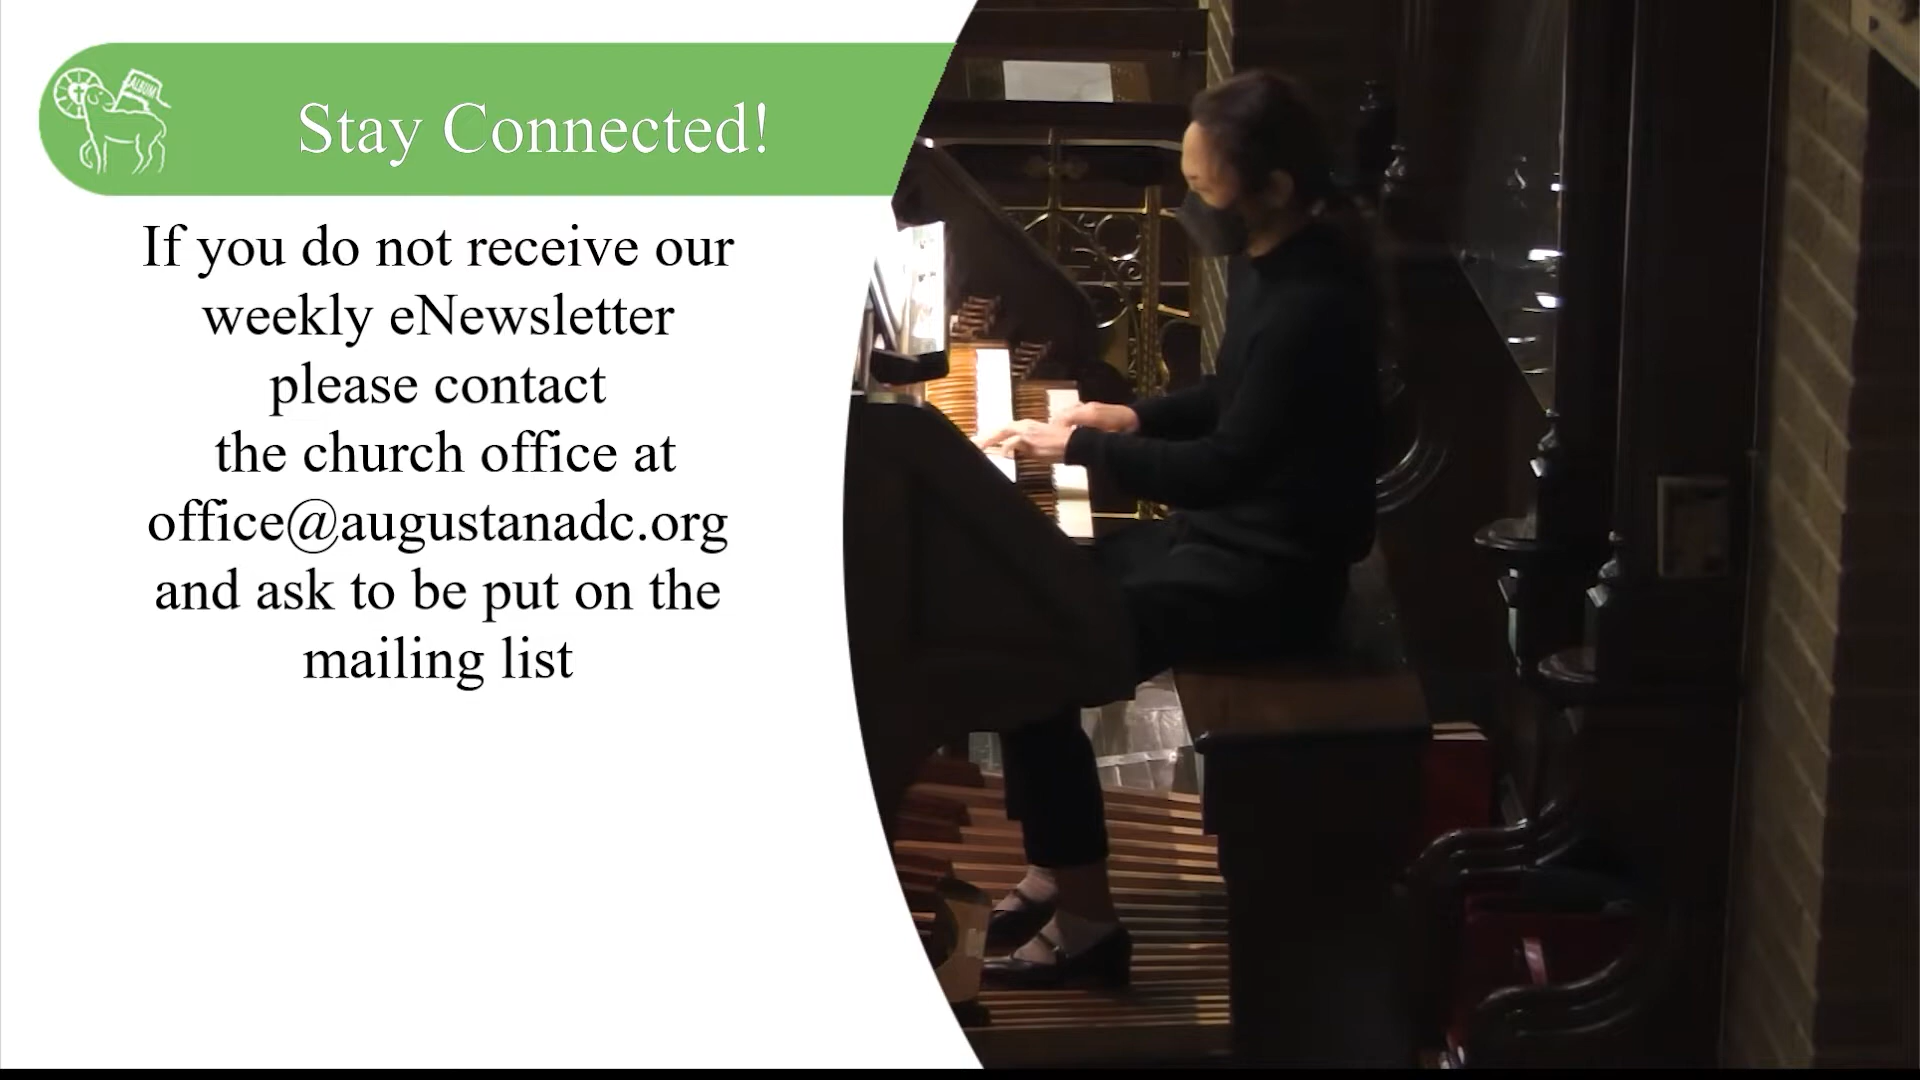 ALBUM
Stay Connected!
If you do not receive our
weekly eNewsletter
please contact
the church office at
office@augustanadc.org
and ask to be put on the
mailing list